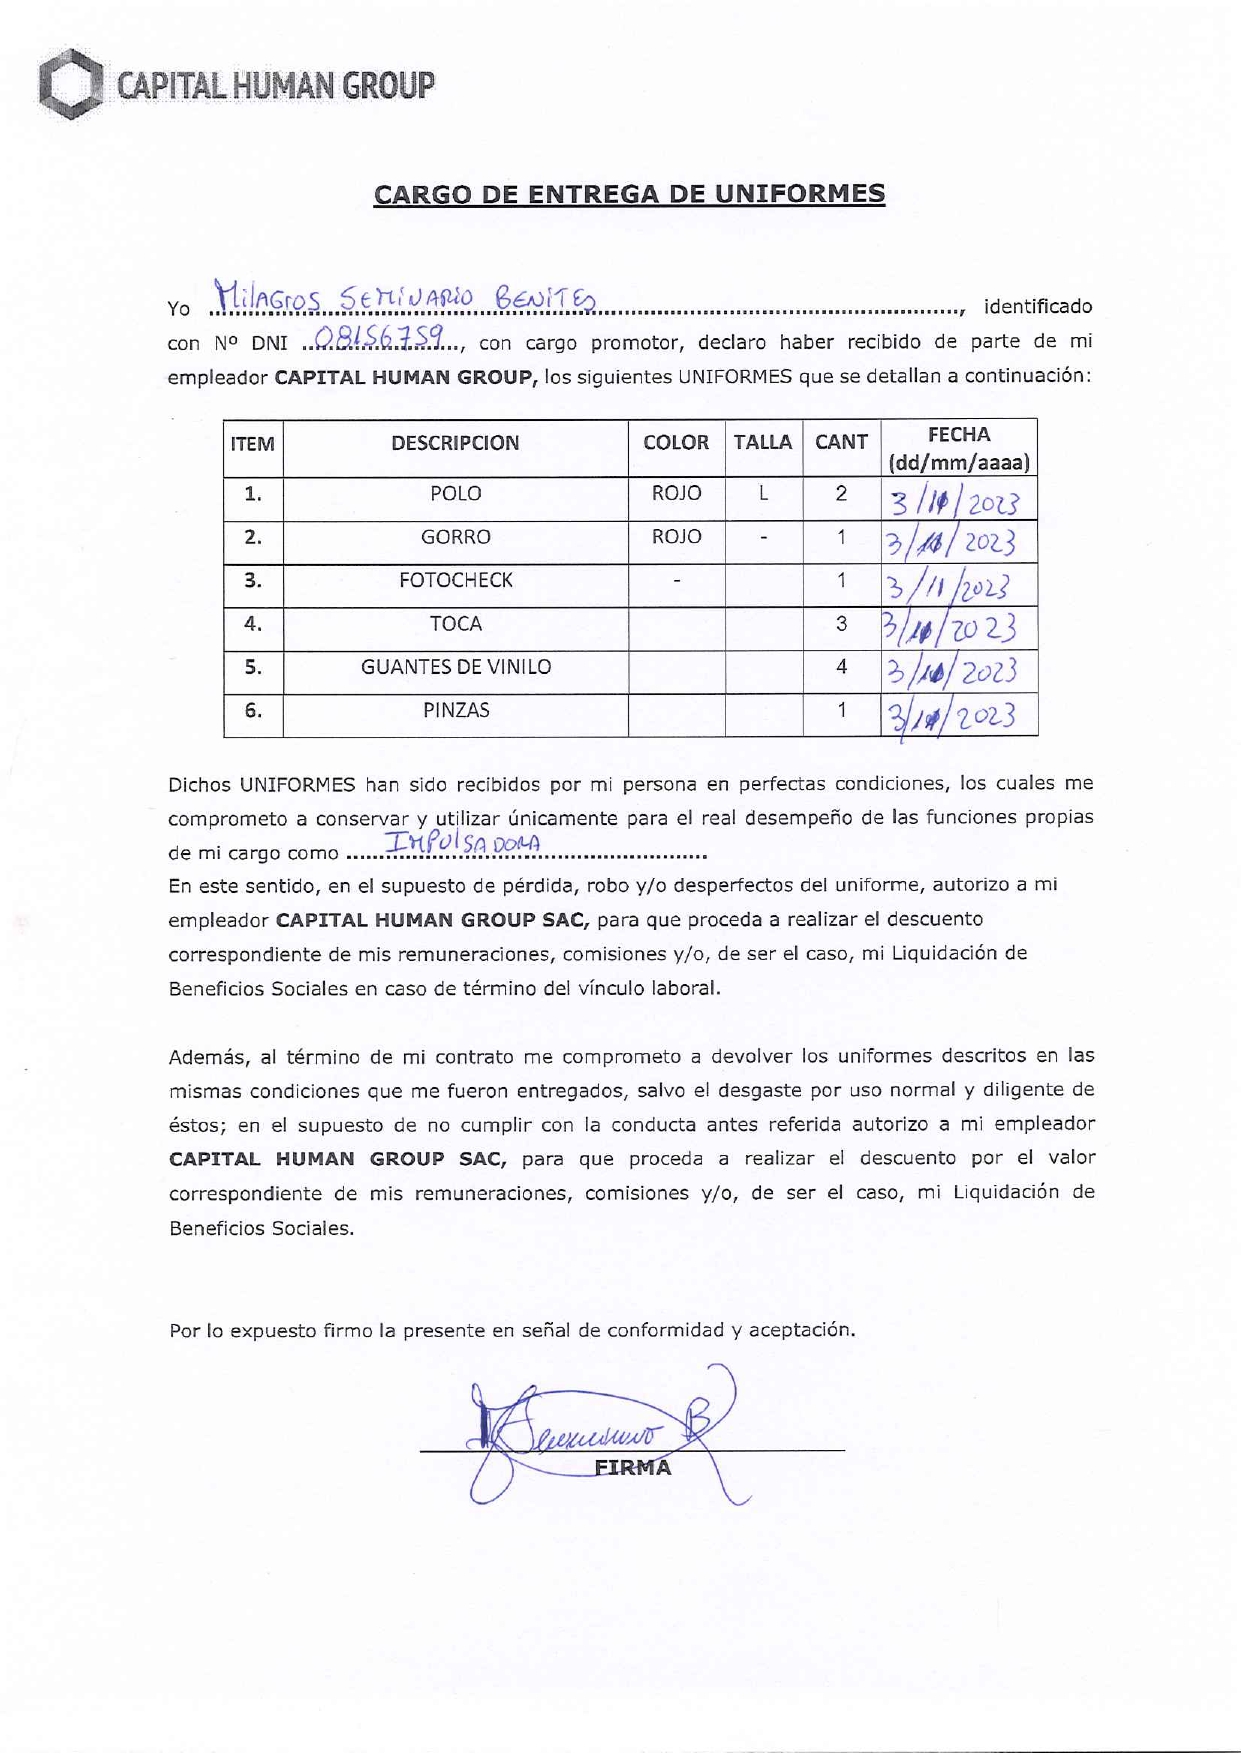 CAPITAL HUMAN GROUP
CARGO DE ENTREGA DE UNIFORMES
Yo MilAGroS SEMiNARio BENiTES, identificado
con Nº DNI 08156759, con cargo promotor, declaro haber recibido de parte de mi
empleador CAPITAL HUMAN GROUP, los siguientes UNIFORMES que se detallan a continuación:
ITEM DESCRIPCION COLOR TALLA CANT FECHA (dd/mm/aaaa)
1. POLO ROJO L 2 3/ /2023
2. GORRO ROJO - 1 3/ /2023
3. FOTOCHECK - 1 3/11/2023
4. TOCA 3 3/ /2023
5. GUANTES DE VINILO 4 3/ /2023
6. PINZAS 1 3/ /2023
Dichos UNIFORMES han sido recibidos por mi persona en perfectas condiciones, los cuales me
comprometo a conservar y utilizar únicamente para el real desempeño de las funciones propias
de mi cargo como IMPUlSADORA
En este sentido, en el supuesto de pérdida, robo y/o desperfectos del uniforme, autorizo a mi
empleador CAPITAL HUMAN GROUP SAC, para que proceda a realizar el descuento
correspondiente de mis remuneraciones, comisiones y/o, de ser el caso, mi Liquidación de
Beneficios Sociales en caso de término del vínculo laboral.
Además, al término de mi contrato me comprometo a devolver los uniformes descritos en las
mismas condiciones que me fueron entregados, salvo el desgaste por uso normal y diligente de
éstos; en el supuesto de no cumplir con la conducta antes referida autorizo a mi empleador
CAPITAL HUMAN GROUP SAC, para que proceda a realizar el descuento por el valor
correspondiente de mis remuneraciones, comisiones y/o, de ser el caso, mi Liquidación de
Beneficios Sociales.
Por lo expuesto firmo la presente en señal de conformidad y aceptación.
FIRMA